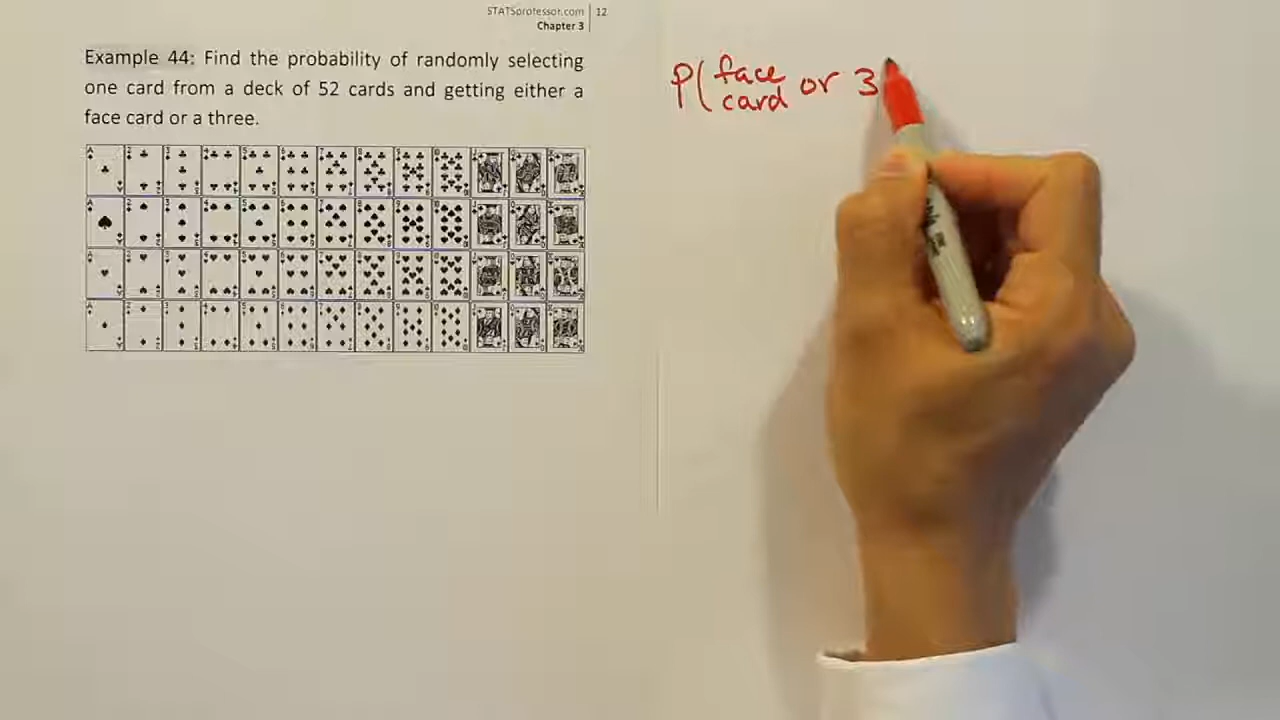 STATSprofessor.com 12
Chapter 3
Example 44: Find the probability of randomly selecting
one card from a deck of 52 cards and getting either a
face card or a three.
P( face card or 3